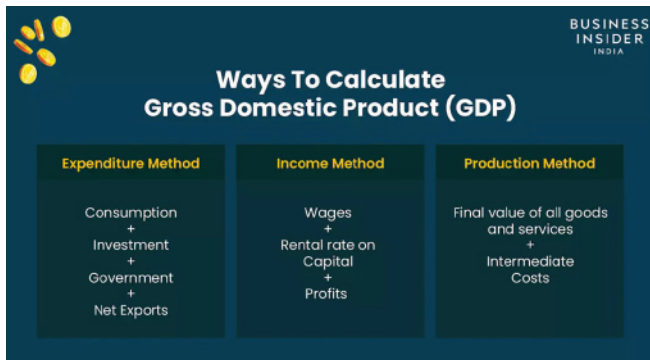 BUSINESS
INSIDER
INDIA
Ways To Calculate
Gross Domestic Product (GDP)
Expenditure Method
Consumption
+
Investment
+
Government
+
Net Exports
Income Method
Wages
+
Rental rate on
Capital
+
Profits
Production Method
Final value of all goods
and services
+
Intermediate
Costs